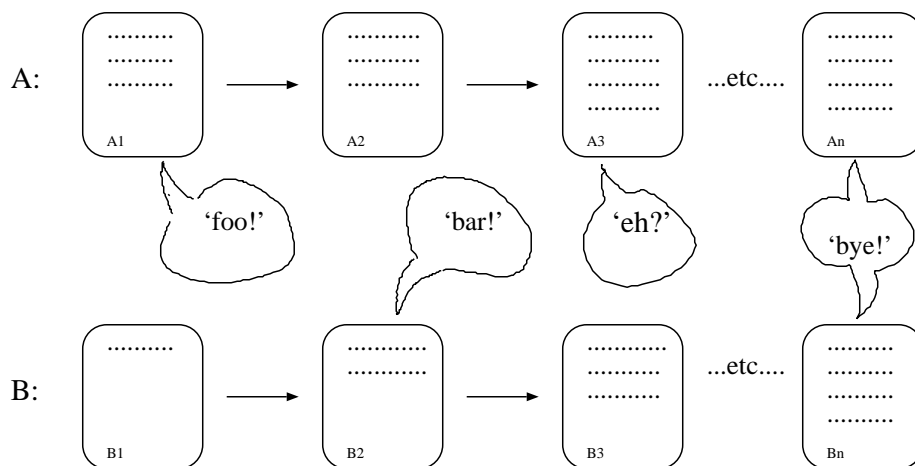 A:
A1
A2
A3
...etc....
An
‘foo!’
‘bar!’
‘eh?’
‘bye!’
B:
B1
B2
B3
...etc....
Bn